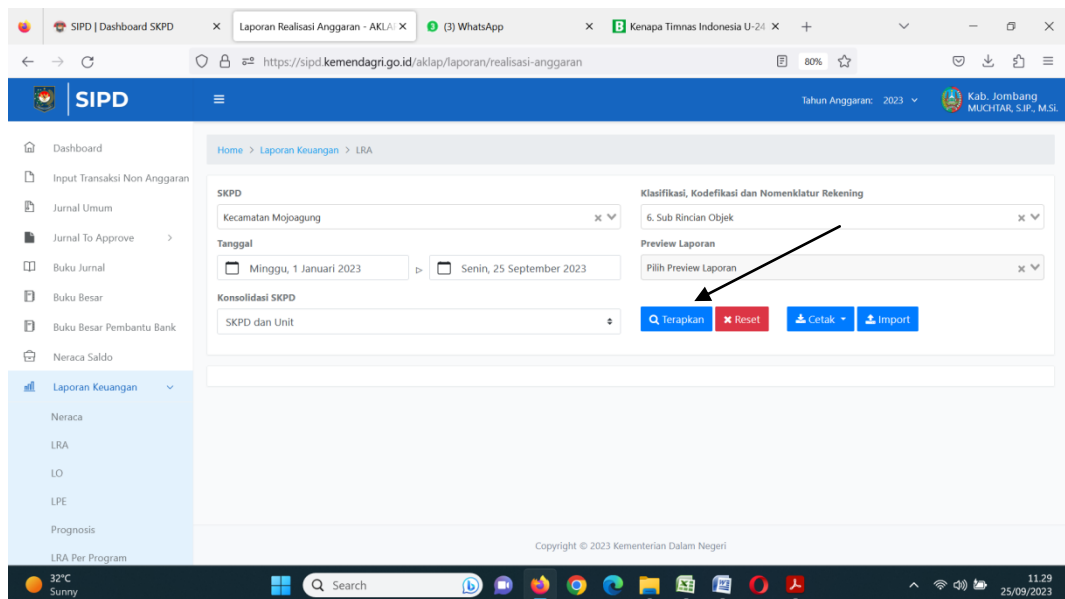 SIPD | Dashboard SKPD
Laporan Realisasi Anggaran - AKLA
(3) WhatsApp
Kenapa Timnas Indonesia U-24
https://sipd.kemendagri.go.id/aklap/laporan/realisasi-anggaran
80%
SIPD
Tahun Anggaran: 2023
Kab. Jombang
MUCHTAR, S.IP., M.Si.
Dashboard
Input Transaksi Non Anggaran
Jurnal Umum
Jurnal To Approve
Buku Jurnal
Buku Besar
Buku Besar Pembantu Bank
Neraca Saldo
Laporan Keuangan
Neraca
LRA
LO
LPE
Prognosis
LRA Per Program
Home > Laporan Keuangan > LRA
SKPD
Kecamatan Mojoagung
Klasifikasi, Kodefikasi dan Nomenklatur Rekening
6. Sub Rincian Objek
Tanggal
Minggu, 1 Januari 2023
Senin, 25 September 2023
Preview Laporan
Pilih Preview Laporan
Konsolidasi SKPD
SKPD dan Unit
Terapkan
Reset
Cetak
Import
Copyright © 2023 Kementerian Dalam Negeri
32°C
Sunny
Search
11.29
25/09/2023